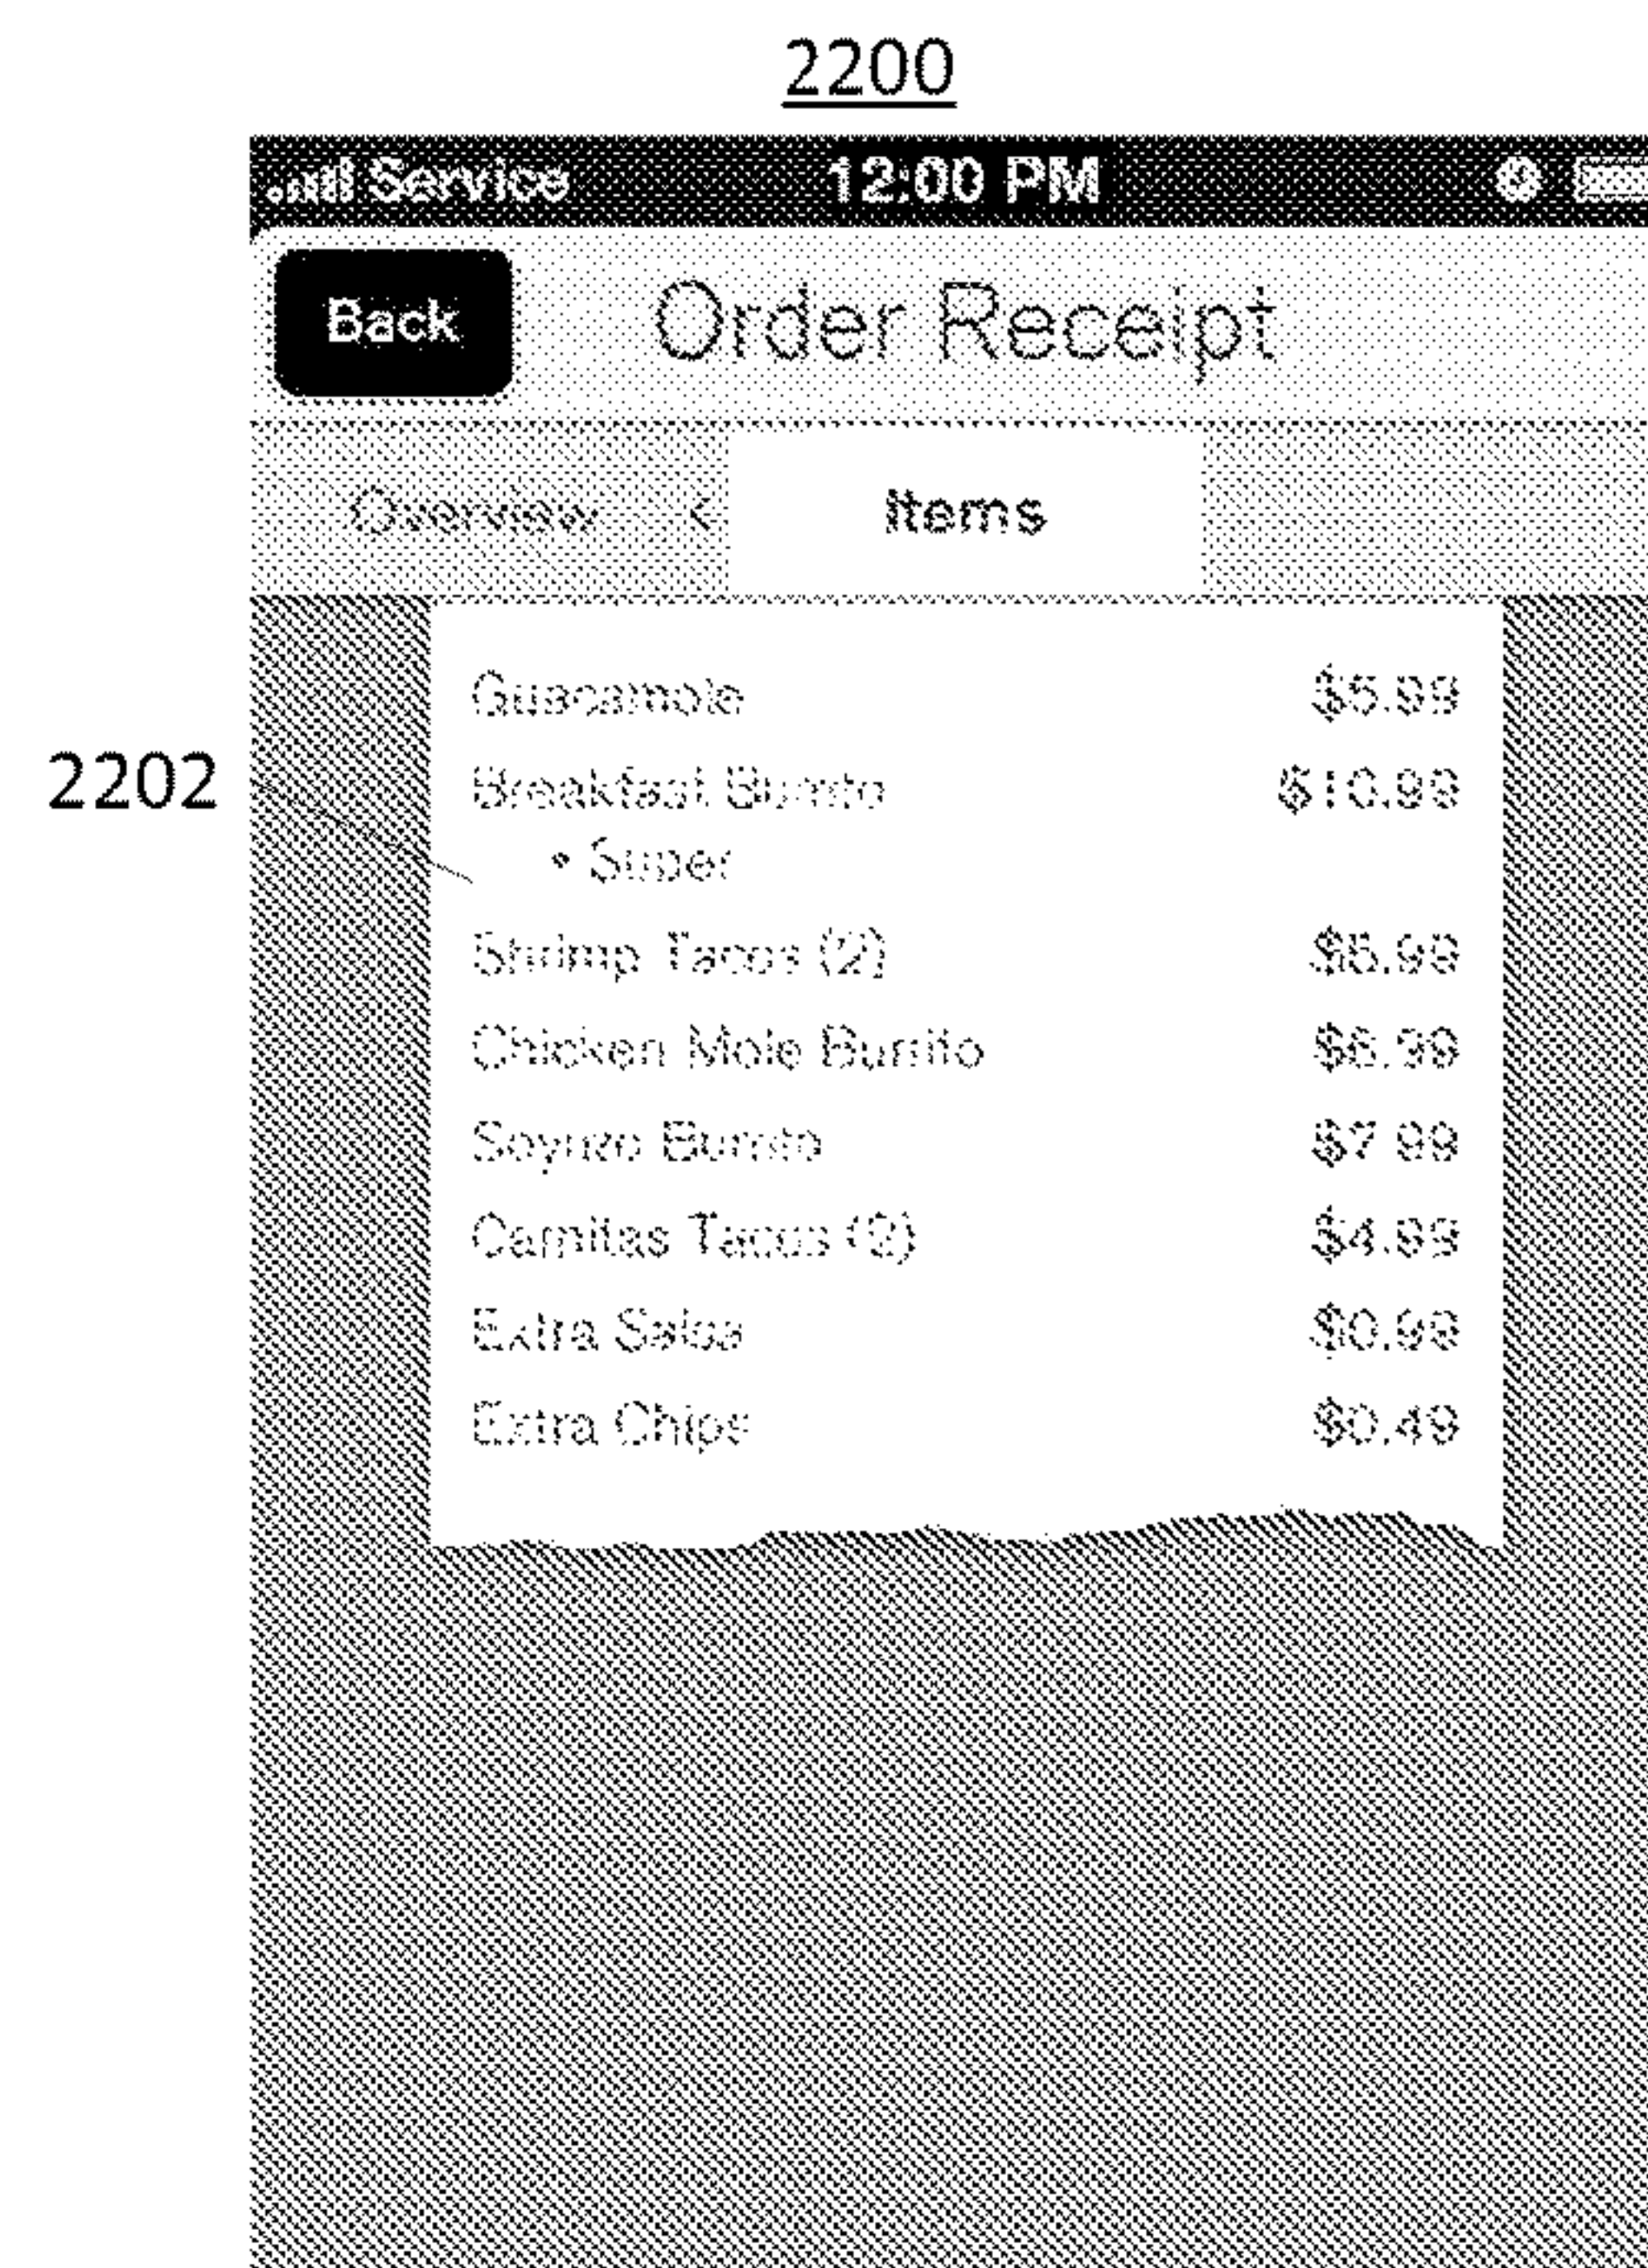 2200
Service 12:00 PM
Back Order Receipt
Overview < Items
Guacamole $5.99
2202
Breakfast Burrito $10.99
• Super
Shrimp Tacos (2) $5.99
Chicken Mole Burrito $6.99
Soyrizo Burrito $7.99
Carnitas Tacos (2) $4.99
Extra Salsa $0.99
Extra Chips $0.49